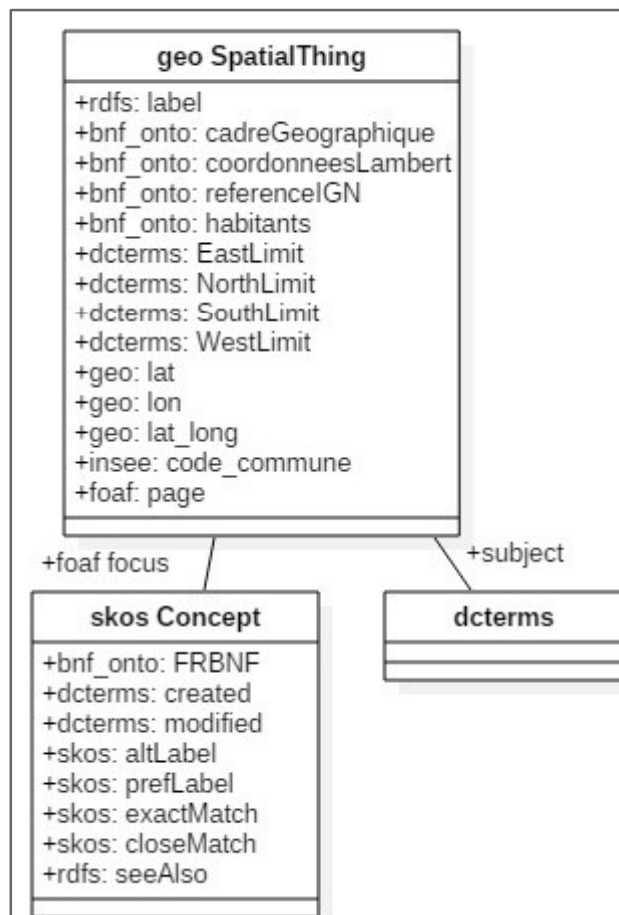 geo SpatialThing
+rdfs: label
+bnf_onto: cadreGeographique
+bnf_onto: coordonneesLambert
+bnf_onto: referenceIGN
+bnf_onto: habitants
+dcterms: EastLimit
+dcterms: NorthLimit
+dcterms: SouthLimit
+dcterms: WestLimit
+geo: lat
+geo: lon
+geo: lat_long
+insee: code_commune
+foaf: page
+foaf focus
+subject
skos Concept
+bnf_onto: FRBNF
+dcterms: created
+dcterms: modified
+skos: altLabel
+skos: prefLabel
+skos: exactMatch
+skos: closeMatch
+rdfs: seeAlso
dcterms